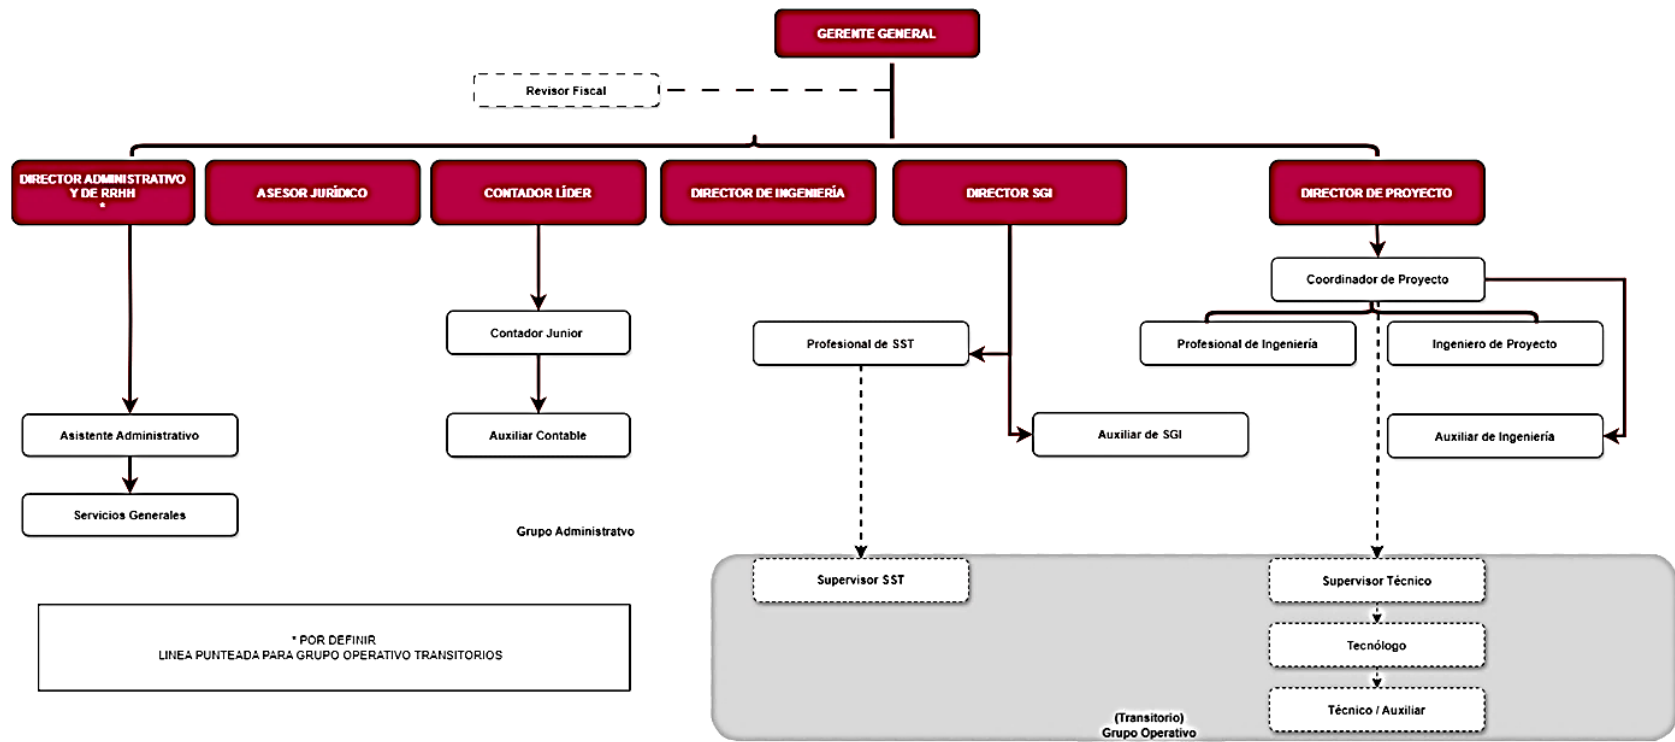 GERENTE GENERAL
Revisor Fiscal
DIRECTOR ADMINISTRATIVO
Y DE RRHH
*
ASESOR JURÍDICO
CONTADOR LÍDER
DIRECTOR DE INGENIERÍA
DIRECTOR SGI
DIRECTOR DE PROYECTO
Coordinador de Proyecto
Contador Junior
Profesional de SST
Profesional de Ingeniería
Ingeniero de Proyecto
Asistente Administrativo
Auxiliar Contable
Auxiliar de SGI
Auxiliar de Ingeniería
Servicios Generales
Grupo Administratvo
Supervisor SST
Supervisor Técnico
Tecnólogo
Técnico / Auxiliar
(Transitorio)
Grupo Operativo
* POR DEFINIR
LINEA PUNTEADA PARA GRUPO OPERATIVO TRANSITORIOS